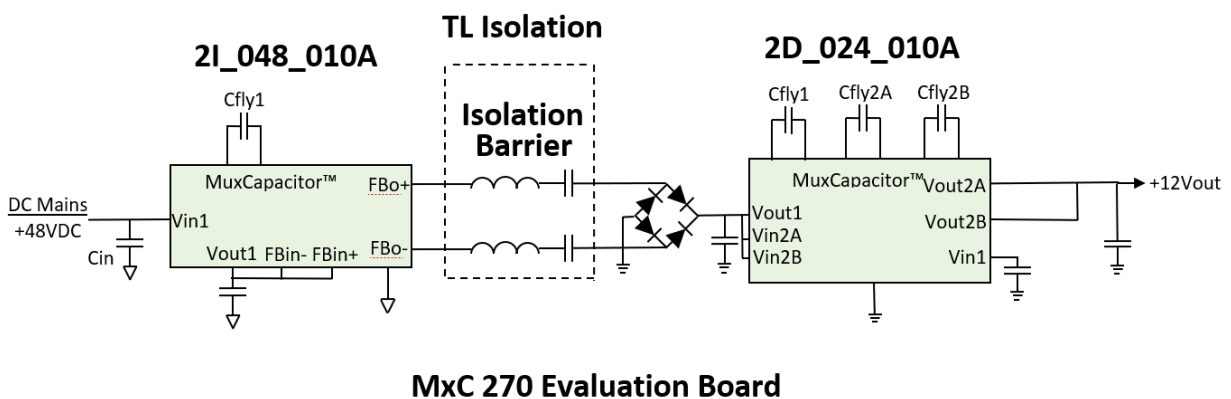 TL Isolation
2I_048_010A
2D_024_010A
Cfly1
Isolation
Barrier
Cfly1
Cfly2A
Cfly2B
MuxCapacitor™
FBo+
MuxCapacitor™
Vout2A
+12Vout
DC Mains
+48VDC
Vin1
Vout1
Vout2B
Vin2A
Cin
Vout1 FBin- FBin+
FBo-
Vin2B
Vin1
MxC 270 Evaluation Board